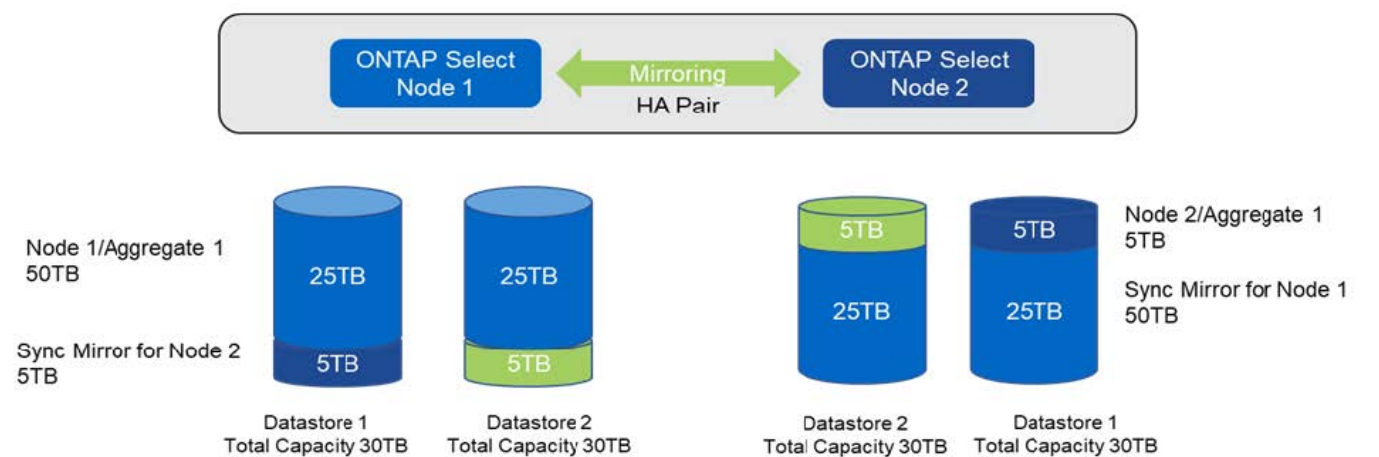 ONTAP Select
Node 1
Mirroring
HA Pair
ONTAP Select
Node 2
Node 1/Aggregate 1
50TB
25TB
25TB
Sync Mirror for Node 2
5TB
5TB
5TB
5TB
5TB
Node 2/Aggregate 1
5TB
25TB
25TB
Sync Mirror for Node 1
50TB
Datastore 1
Total Capacity 30TB
Datastore 2
Total Capacity 30TB
Datastore 2
Total Capacity 30TB
Datastore 1
Total Capacity 30TB